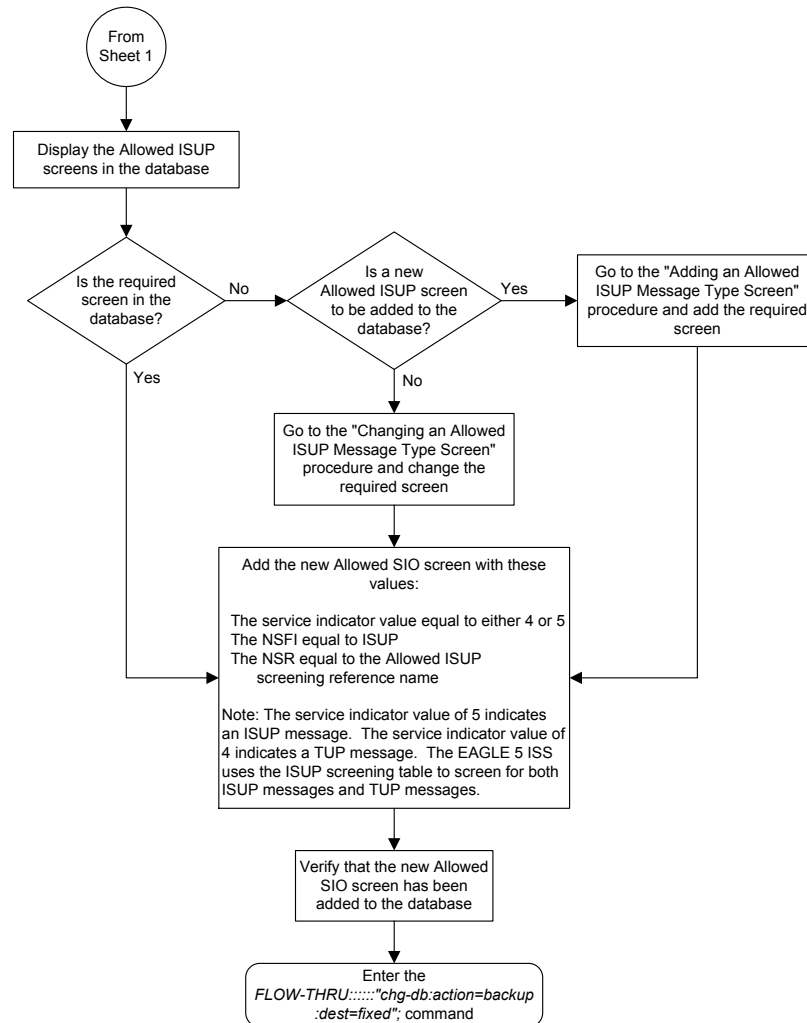 From
Sheet 1
Display the Allowed ISUP
screens in the database
Is the required
screen in the
database?
No
Is a new
Allowed ISUP screen
to be added to the
database?
Yes
Go to the "Adding an Allowed
ISUP Message Type Screen"
procedure and add the required
screen
Yes
No
Go to the "Changing an Allowed
ISUP Message Type Screen"
procedure and change the
required screen
Add the new Allowed SIO screen with these
values:
The service indicator value equal to either 4 or 5
The NSFI equal to ISUP
The NSR equal to the Allowed ISUP
screening reference name
Note: The service indicator value of 5 indicates
an ISUP message. The service indicator value of
4 indicates a TUP message. The EAGLE 5 ISS
uses the ISUP screening table to screen for both
ISUP messages and TUP messages.
Verify that the new Allowed
SIO screen has been
added to the database
Enter the
FLOW-THRU::::::"chg-db:action=backup
:dest=fixed"; command